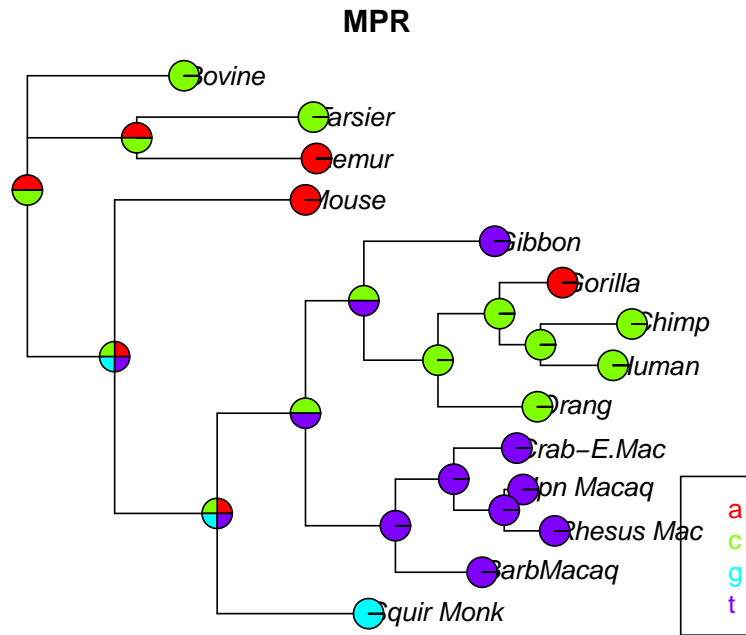 MPR
Bovine
Tarsier
Lemur
Mouse
Gibbon
Gorilla
Chimp
Human
Orang
Crab−E.Mac
Jpn Macaq
Rhesus Mac
BarbMacaq
Squir Monk
a
c
g
t